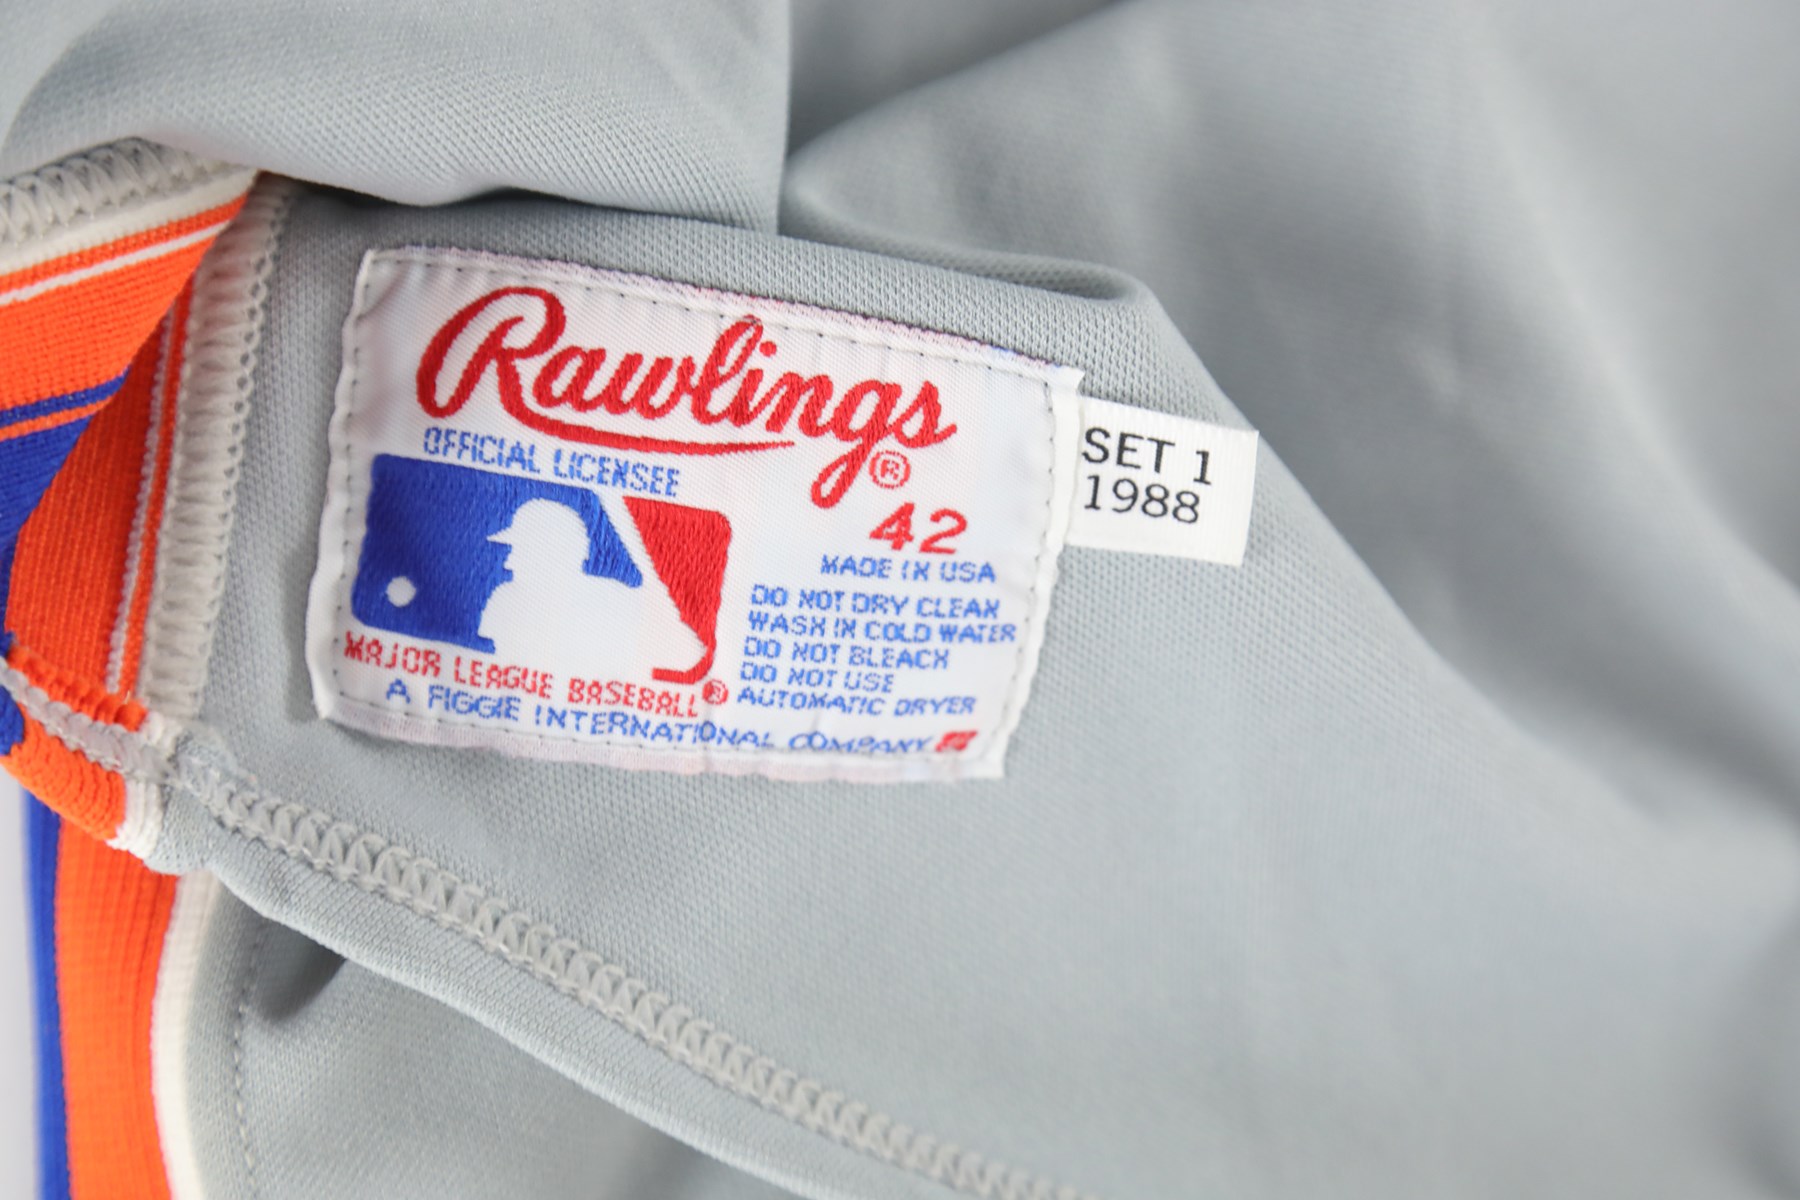 Rawlings®
OFFICIAL LICENSEE
42
MADE IN USA
DO NOT DRY CLEAN
WASH IN COLD WATER
DO NOT BLEACH
DO NOT USE
AUTOMATIC DRYER
MAJOR LEAGUE BASEBALL®
A FIGGIE INTERNATIONAL COMPANY
SET 1
1988